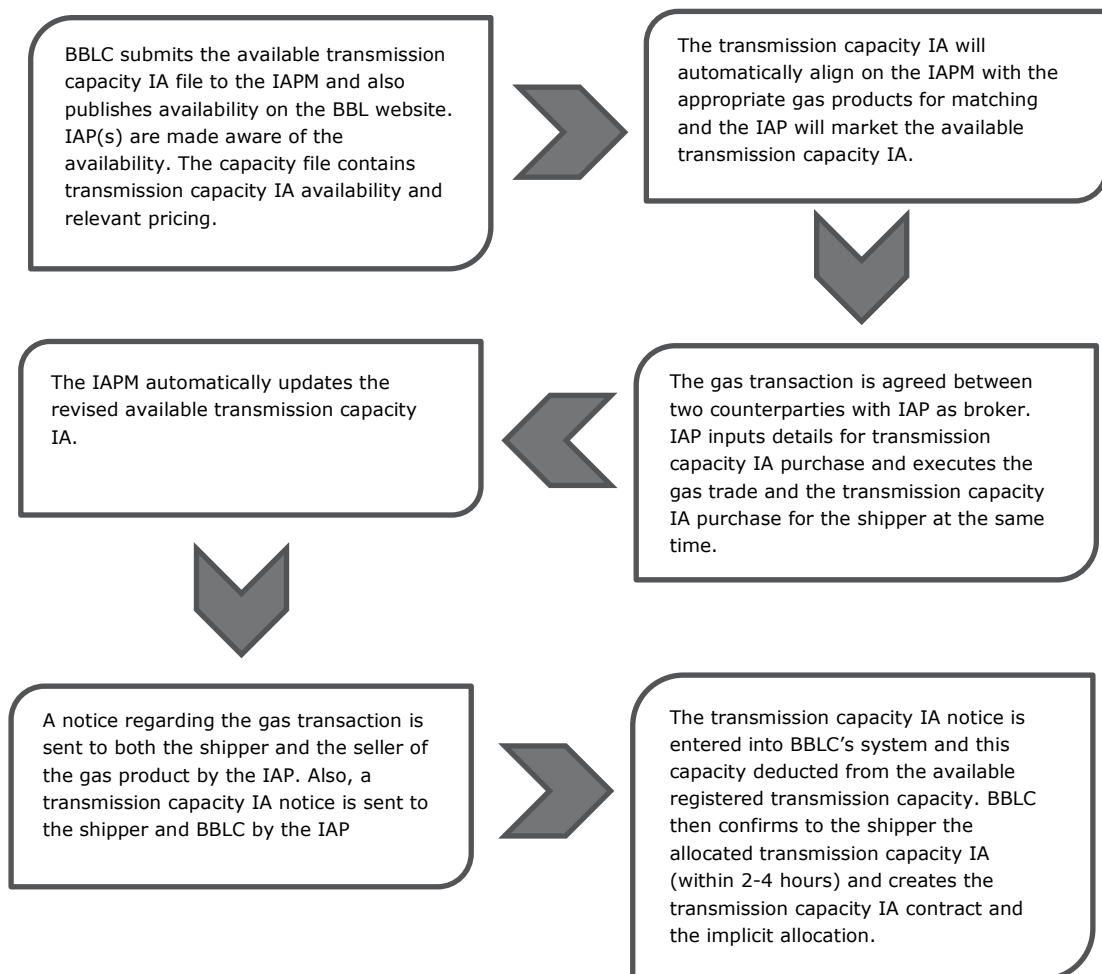 BBLC submits the available transmission
capacity IA file to the IAPM and also
publishes availability on the BBL website.
IAP(s) are made aware of the
availability. The capacity file contains
transmission capacity IA availability and
relevant pricing.
The transmission capacity IA will
automatically align on the IAPM with the
appropriate gas products for matching
and the IAP will market the available
transmission capacity IA.
The gas transaction is agreed between
two counterparties with IAP as broker.
IAP inputs details for transmission
capacity IA purchase and executes the
gas trade and the transmission capacity
IA purchase for the shipper at the same
time.
The IAPM automatically updates the
revised available transmission capacity
IA.
A notice regarding the gas transaction is
sent to both the shipper and the seller of
the gas product by the IAP. Also, a
transmission capacity IA notice is sent to
the shipper and BBLC by the IAP
The transmission capacity IA notice is
entered into BBLC’s system and this
capacity deducted from the available
registered transmission capacity. BBLC
then confirms to the shipper the
allocated transmission capacity IA
(within 2-4 hours) and creates the
transmission capacity IA contract and
the implicit allocation.